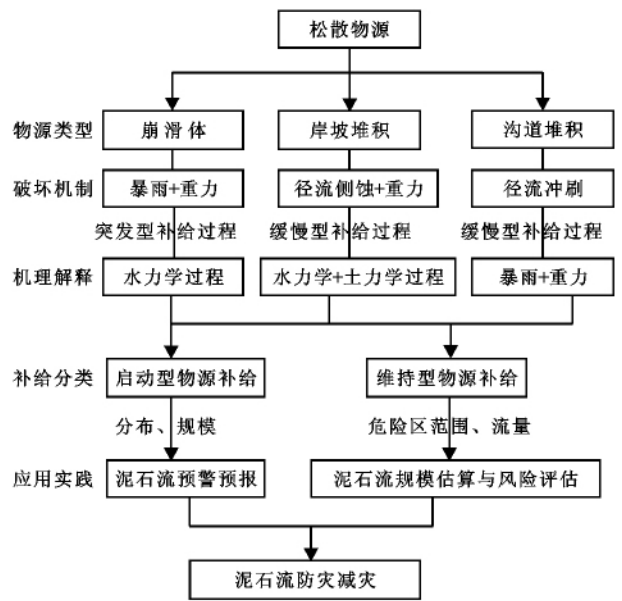 松散物源
物源类型 崩滑体 岸坡堆积 沟道堆积
破坏机制 暴雨+重力 径流侧蚀+重力 径流冲刷
突发型补给过程 缓慢型补给过程 缓慢型补给过程
机理解释 水力学过程 水力学+土力学过程 暴雨+重力
补给分类 启动型物源补给 维持型物源补给
分布、规模 危险区范围、流量
应用实践 泥石流预警预报 泥石流规模估算与风险评估
泥石流防灾减灾